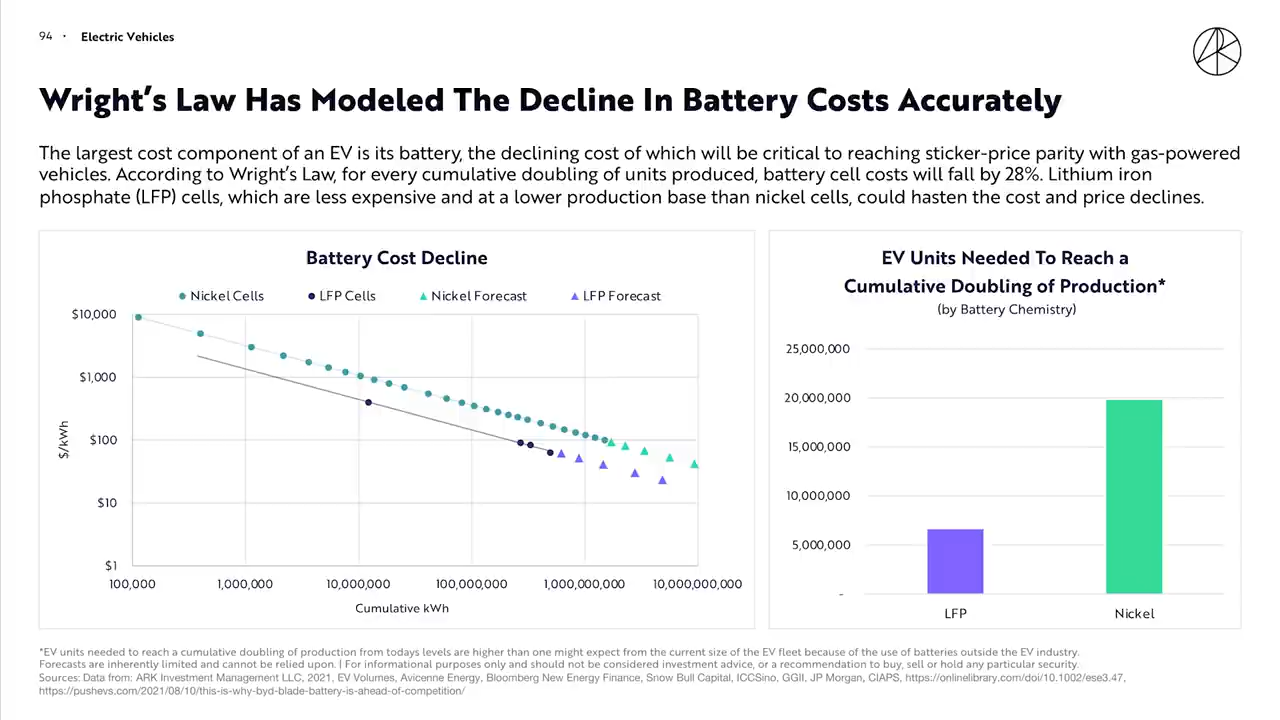 94 · Electric Vehicles
Wright's Law Has Modeled The Decline In Battery Costs Accurately
The largest cost component of an EV is its battery, the declining cost of which will be critical to reaching sticker-price parity with gas-powered
vehicles. According to Wright's Law, for every cumulative doubling of units produced, battery cell costs will fall by 28%. Lithium iron
phosphate (LFP) cells, which are less expensive and at a lower production base than nickel cells, could hasten the cost and price declines.
Battery Cost Decline
Nickel Cells LFP Cells Nickel Forecast LFP Forecast
$10,000
$1,000
$100
$10
$1
$/kWh
100,000 1,000,000 10,000,000 100,000,000 1,000,000,000 10,000,000,000
Cumulative kWh
EV Units Needed To Reach a
Cumulative Doubling of Production*
(by Battery Chemistry)
25,000,000
20,000,000
15,000,000
10,000,000
5,000,000
-
LFP Nickel
*EV units needed to reach a cumulative doubling of production from todays levels are higher than one might expect from the current size of the EV fleet because of the use of batteries outside the EV industry.
Forecasts are inherently limited and cannot be relied upon. | For informational purposes only and should not be considered investment advice, or a recommendation to buy, sell or hold any particular security.
Sources: Data from: ARK Investment Management LLC, 2021, EV Volumes, Avicenne Energy, Bloomberg New Energy Finance, Snow Bull Capital, ICCSino, GGII, JP Morgan, CIAPS, https://onlinelibrary.com/doi/10.1002/ese3.47,
https://pushevs.com/2021/08/10/this-is-why-byd-blade-battery-is-ahead-of-competition/